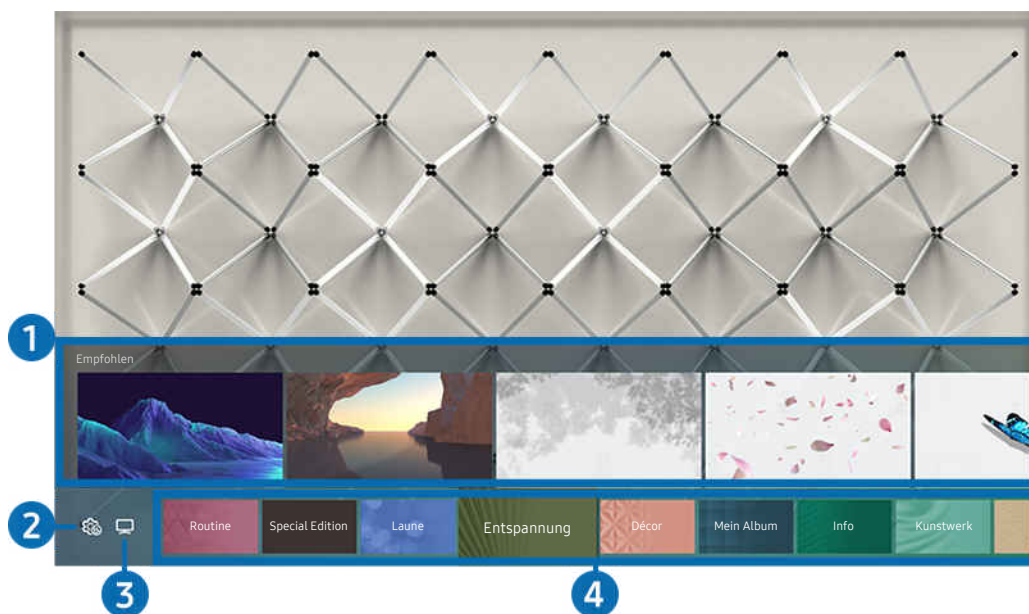 1
Empfohlen
2
Routine
Special Edition
Laune
Entspannung
Décor
Mein Album
Info
Kunstwerk
3
4